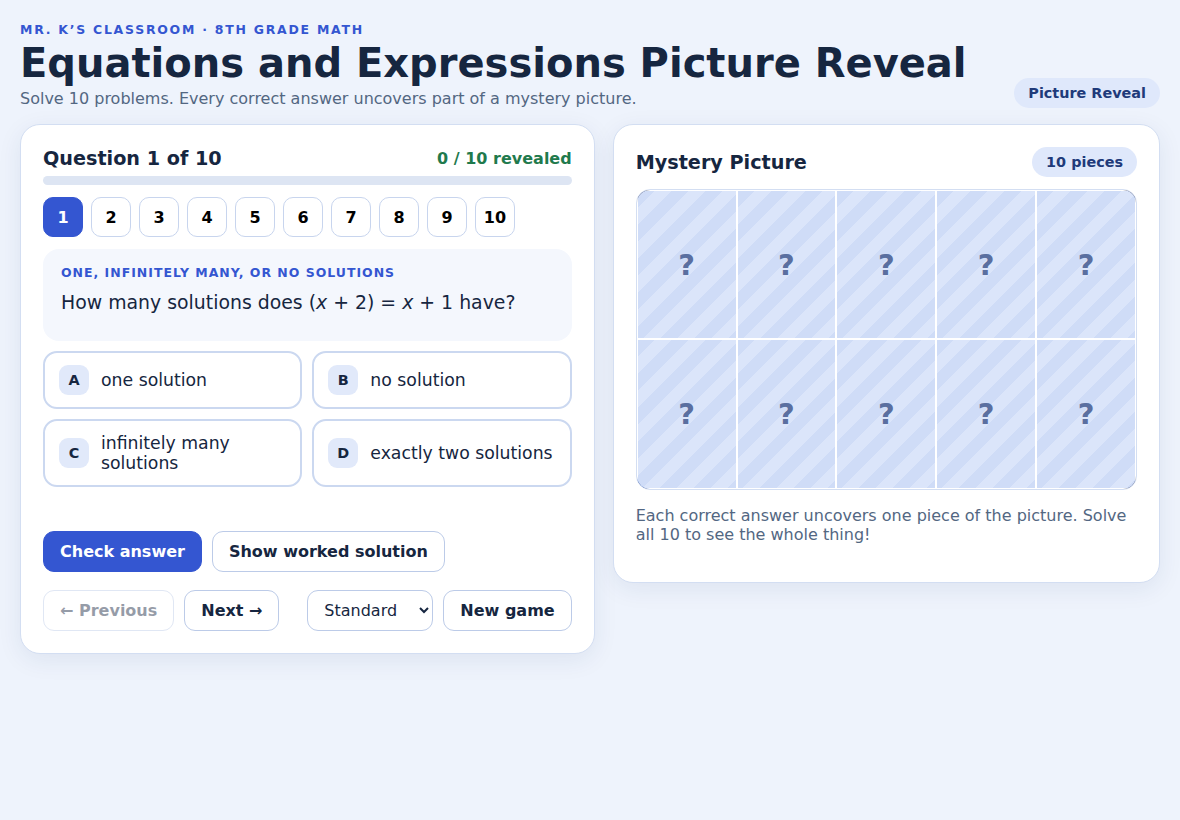 MR. K’S CLASSROOM · 8TH GRADE MATH
Equations and Expressions Picture Reveal
Solve 10 problems. Every correct answer uncovers part of a mystery picture.
Picture Reveal
Question 1 of 10
0 / 10 revealed
1 2 3 4 5 6 7 8 9 10
ONE, INFINITELY MANY, OR NO SOLUTIONS
How many solutions does (x + 2) = x + 1 have?
A one solution
B no solution
C infinitely many
solutions
D exactly two solutions
Check answer
Show worked solution
← Previous
Next →
Standard
New game
Mystery Picture
10 pieces
? ? ? ? ?
? ? ? ? ?
Each correct answer uncovers one piece of the picture. Solve
all 10 to see the whole thing!